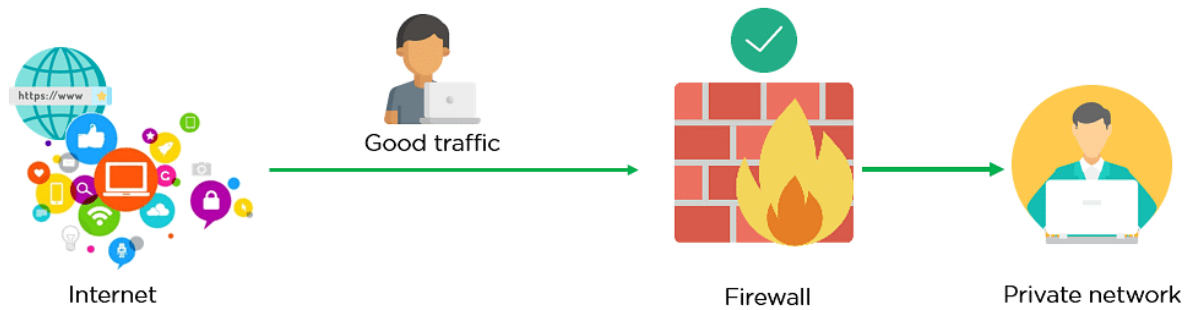 https://www
Good traffic
Internet
Firewall
Private network